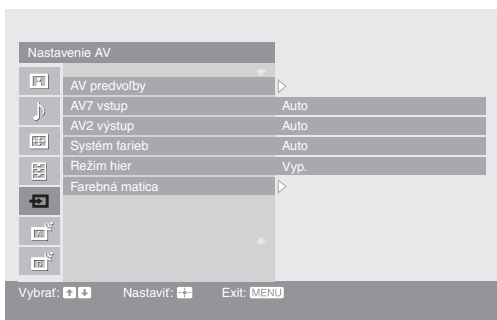 Nastavenie AV
AV predvoľby
AV7 vstup Auto
AV2 výstup Auto
Systém farieb Auto
Režim hier Vyp.
Farebná matica
Vybrať: Nastaviť: Exit: MENU